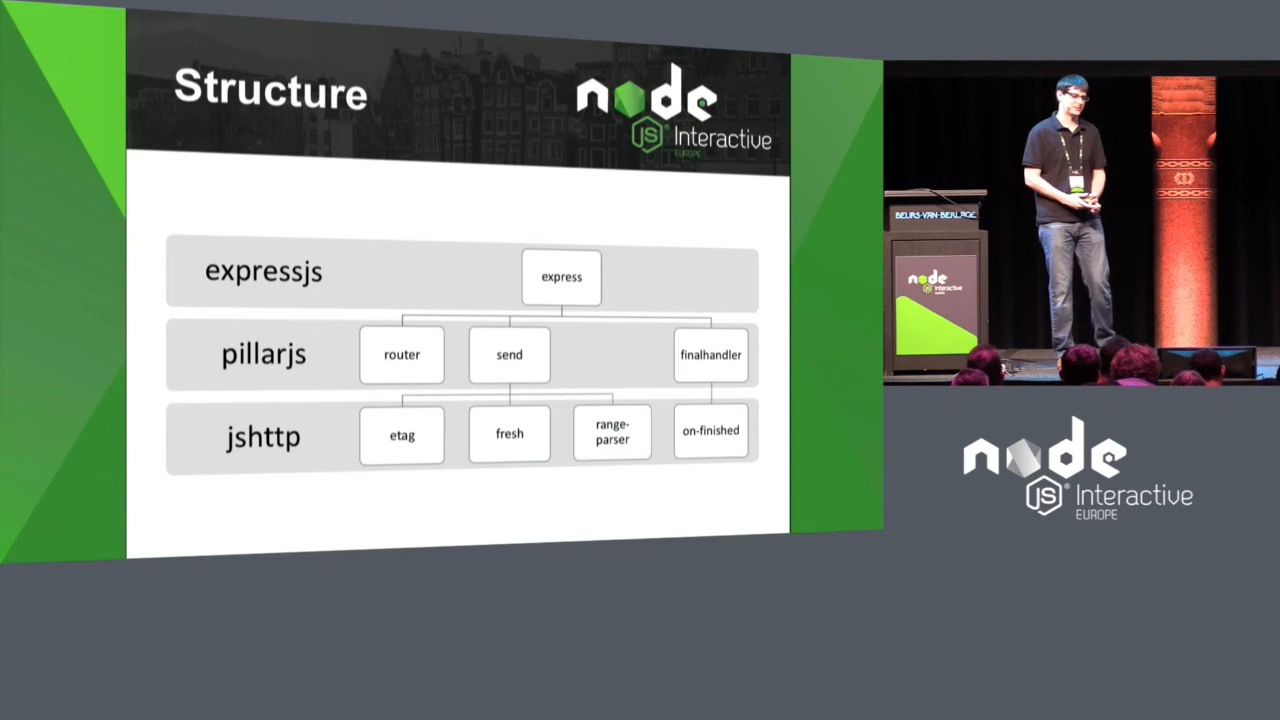 Structure
node
JS® Interactive
EUROPE
expressjs
express
pillarjs
router
send
finalhandler
jshttp
etag
fresh
range-
parser
on-finished
BEURS-VAN-BERLAGE
node
JS Interactive
node
JS® Interactive
EUROPE